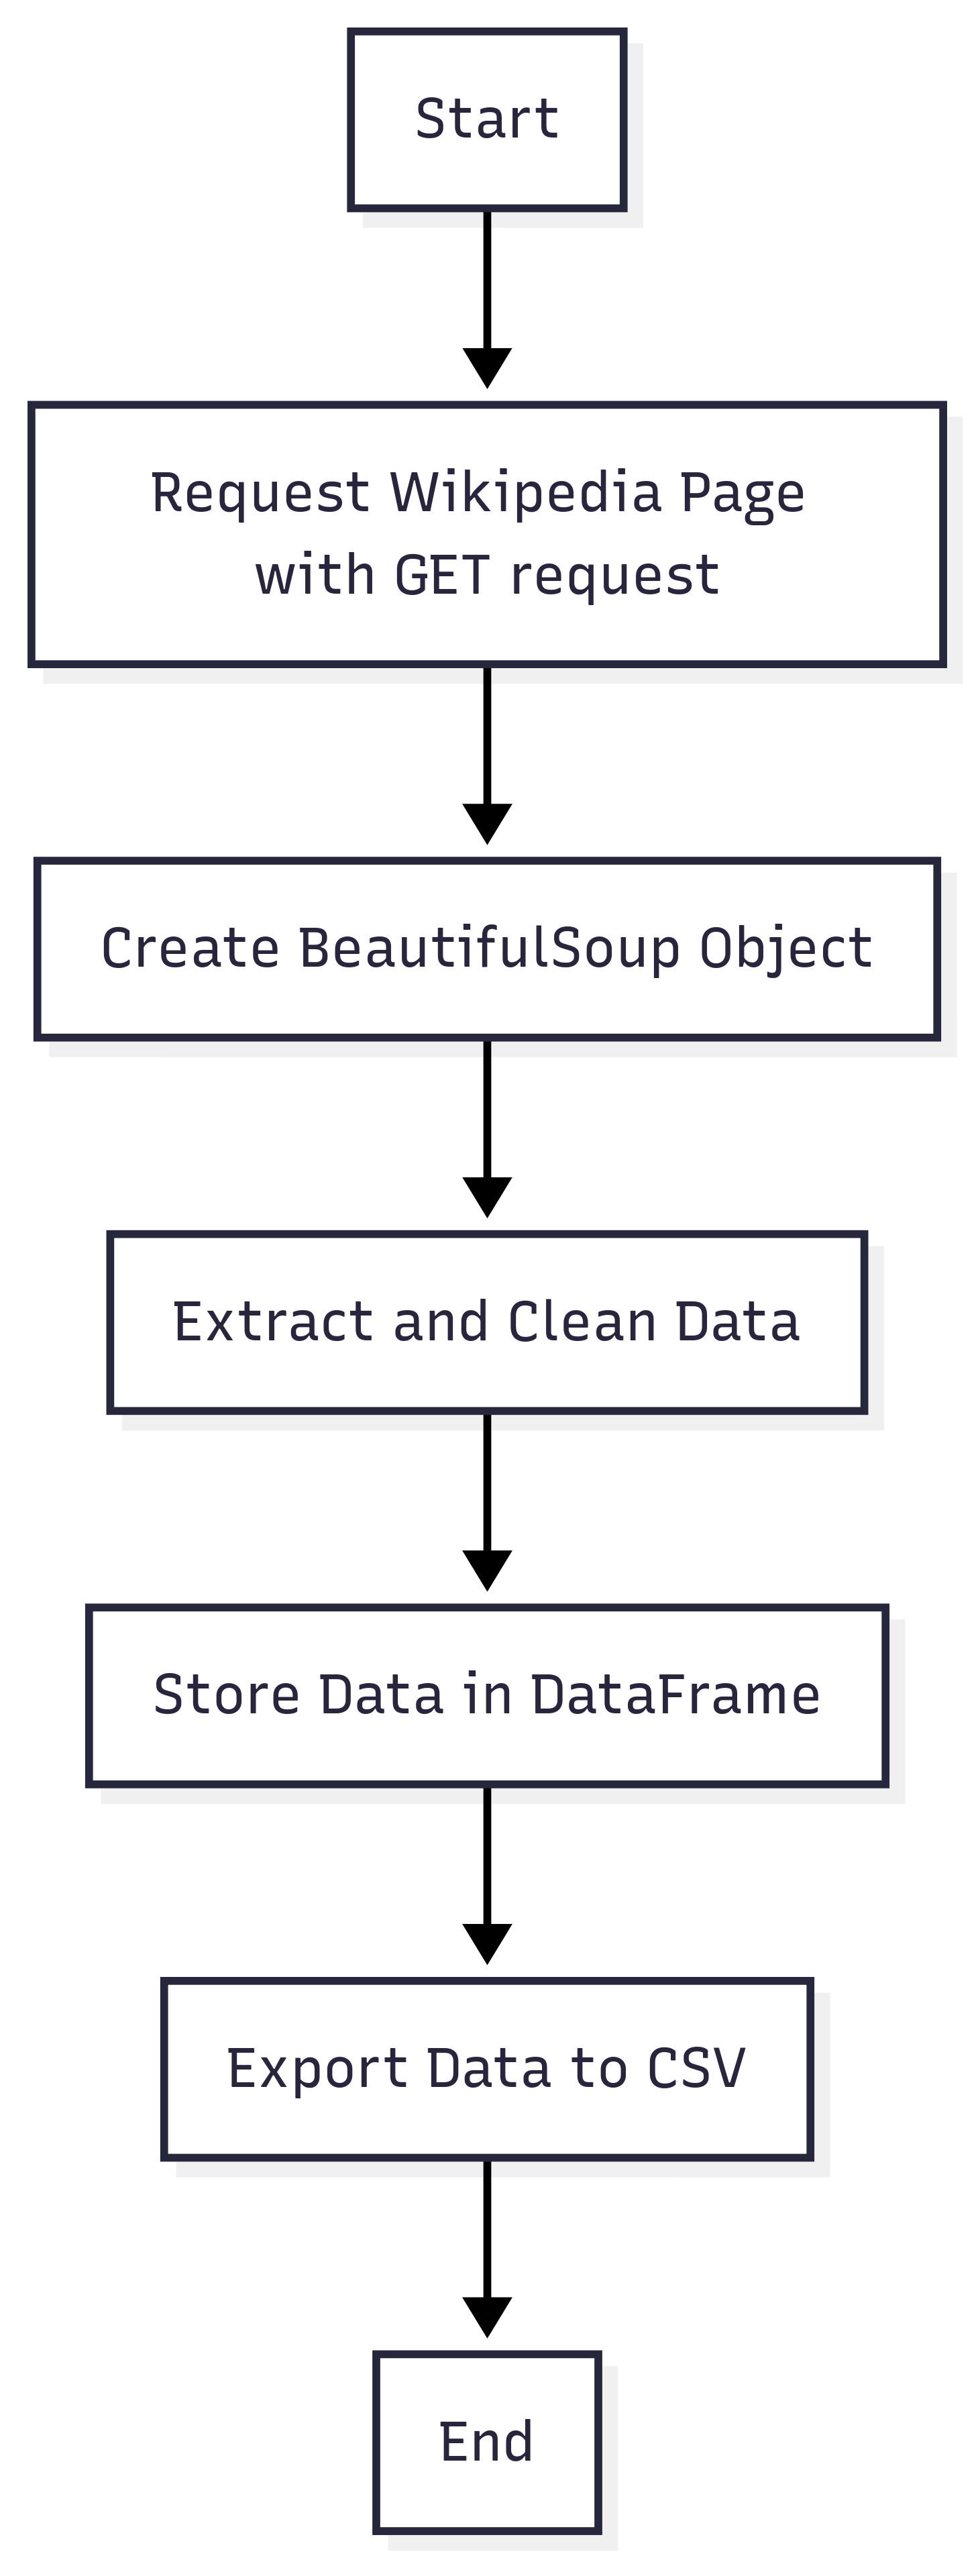 Start
Request Wikipedia Page
with GET request
Create BeautifulSoup Object
Extract and Clean Data
Store Data in DataFrame
Export Data to CSV
End